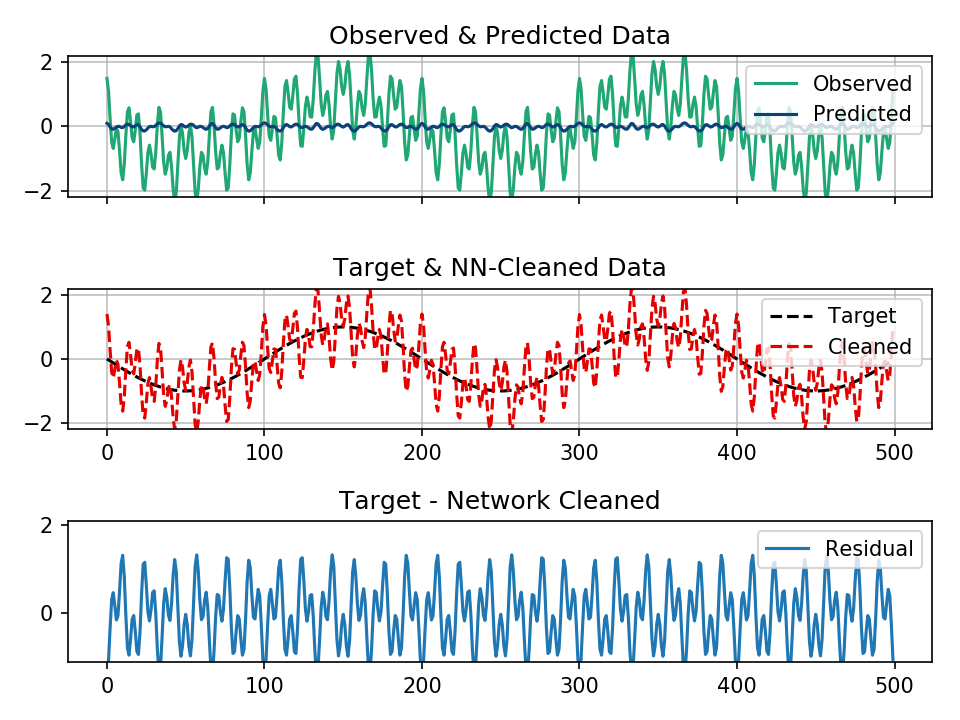 Observed & Predicted Data
2
0
−2
Observed
Predicted
Target & NN-Cleaned Data
2
0
−2
Target
Cleaned
0 100 200 300 400 500
Target - Network Cleaned
2
0
Residual
0 100 200 300 400 500